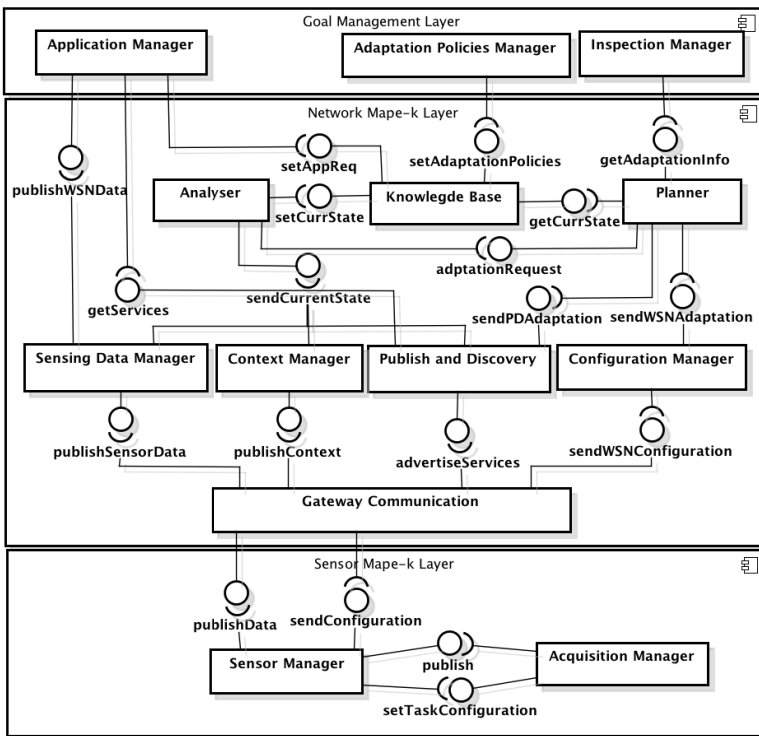 Goal Management Layer
Application Manager
Adaptation Policies Manager
Inspection Manager
Network Mape-k Layer
setAppReq
setAdaptationPolicies
getAdaptationInfo
publishWSNData
Analyser
Knowlegde Base
Planner
setCurrState
getCurrState
adptationRequest
sendCurrentState
getServices
sendPDAdaptation
sendWSNAdaptation
Sensing Data Manager
Context Manager
Publish and Discovery
Configuration Manager
publishSensorData
publishContext
advertiseServices
sendWSNConfiguration
Gateway Communication
Sensor Mape-k Layer
publishData
sendConfiguration
Sensor Manager
publish
Acquisition Manager
setTaskConfiguration